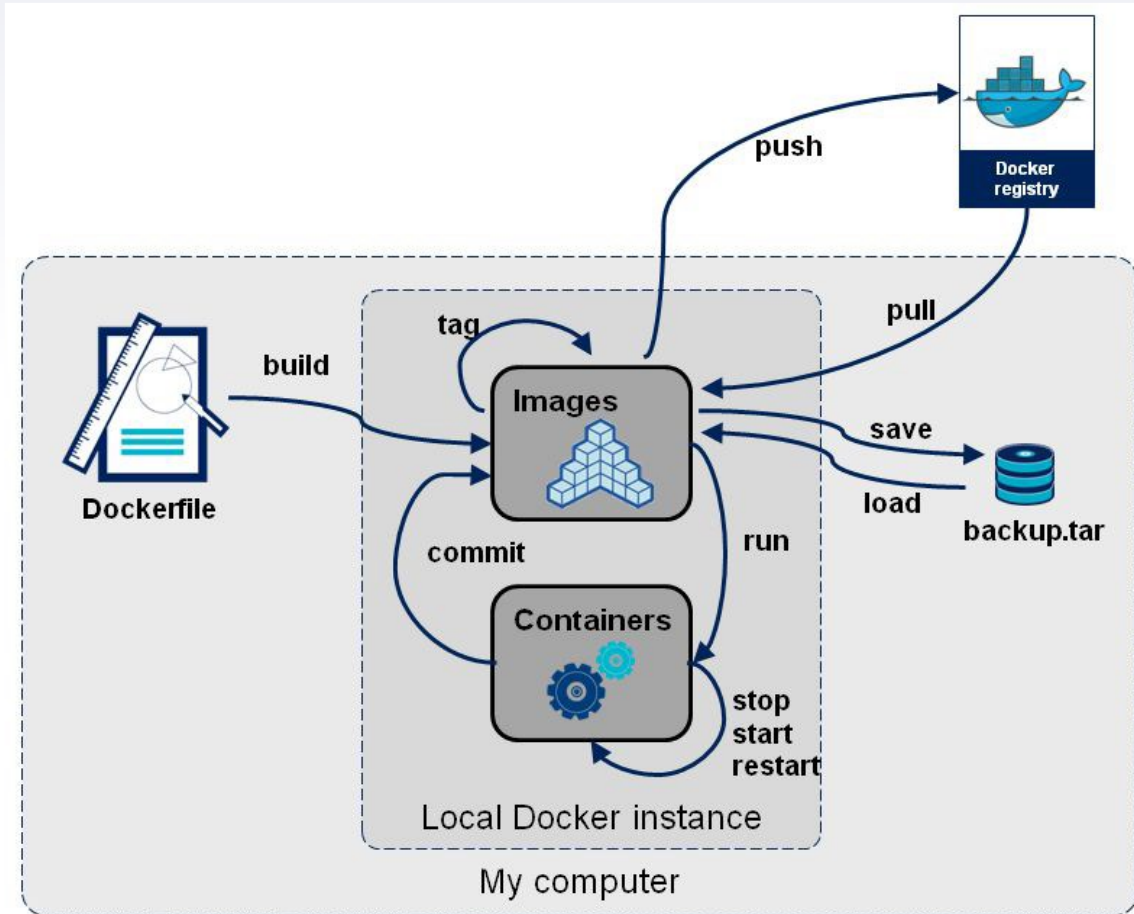 push
Docker
registry
pull
tag
build
Images
save
Dockerfile
load
backup.tar
commit
run
Containers
stop
start
restart
Local Docker instance
My computer